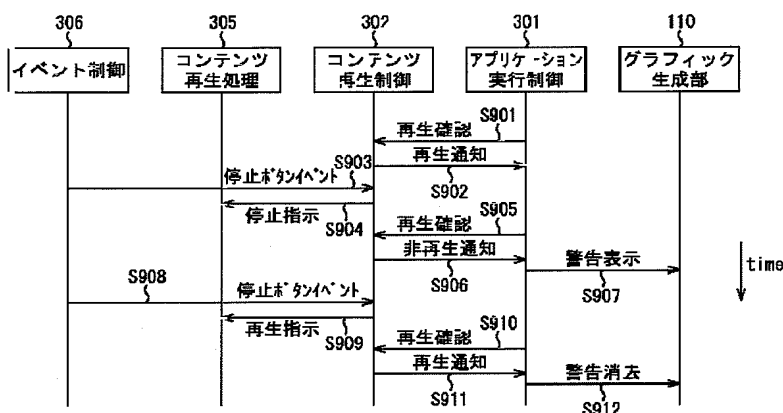 306 305 302 301 110
イベント制御
コンテンツ
再生処理
コンテンツ
再生制御
アプリケーション
実行制御
グラフィック
生成部
S901
再生確認
S903
再生通知
停止ボタンイベント
S902
停止指示
S904
S905
再生確認
非再生通知
S906
警告表示
S907
time
S908
停止ボタンイベント
再生指示
S909
S910
再生確認
再生通知
S911
警告消去
S912